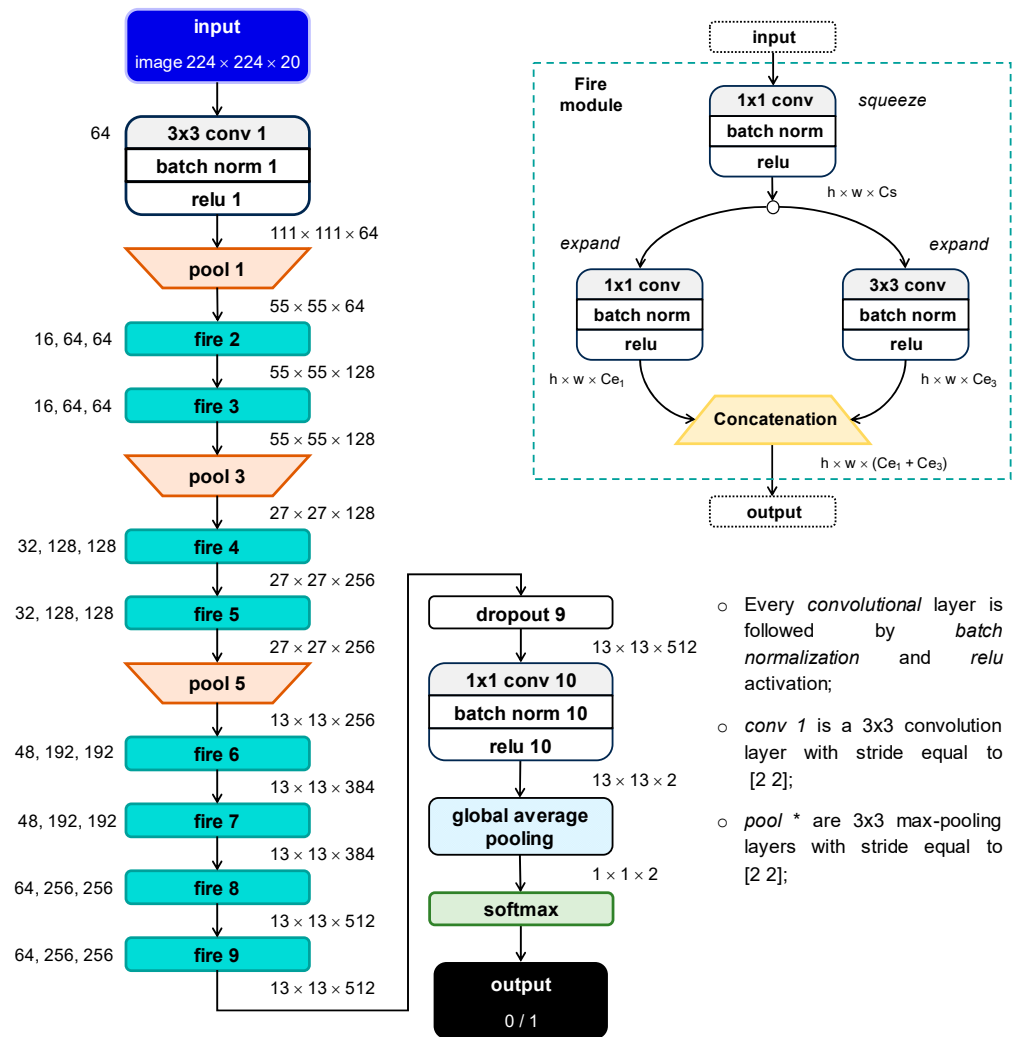 input
image 224 × 224 × 20
64
3x3 conv 1
batch norm 1
relu 1
111 × 111 × 64
pool 1
55 × 55 × 64
16, 64, 64
fire 2
55 × 55 × 128
16, 64, 64
fire 3
55 × 55 × 128
pool 3
27 × 27 × 128
32, 128, 128
fire 4
27 × 27 × 256
32, 128, 128
fire 5
27 × 27 × 256
pool 5
13 × 13 × 256
48, 192, 192
fire 6
13 × 13 × 384
48, 192, 192
fire 7
13 × 13 × 384
64, 256, 256
fire 8
13 × 13 × 512
64, 256, 256
fire 9
13 × 13 × 512
dropout 9
13 × 13 × 512
1x1 conv 10
batch norm 10
relu 10
13 × 13 × 2
global average
pooling
1 × 1 × 2
softmax
output
0 / 1
input
Fire
module
1x1 conv
squeeze
batch norm
relu
h × w × Cs
expand
expand
1x1 conv
batch norm
relu
3x3 conv
batch norm
relu
h × w × Ce₁
h × w × Ce₃
Concatenation
h × w × (Ce₁ + Ce₃)
output
○ Every convolutional layer is
followed by batch
normalization and relu
activation;
○ conv 1 is a 3x3 convolution
layer with stride equal to
[2 2];
○ pool * are 3x3 max-pooling
layers with stride equal to
[2 2];